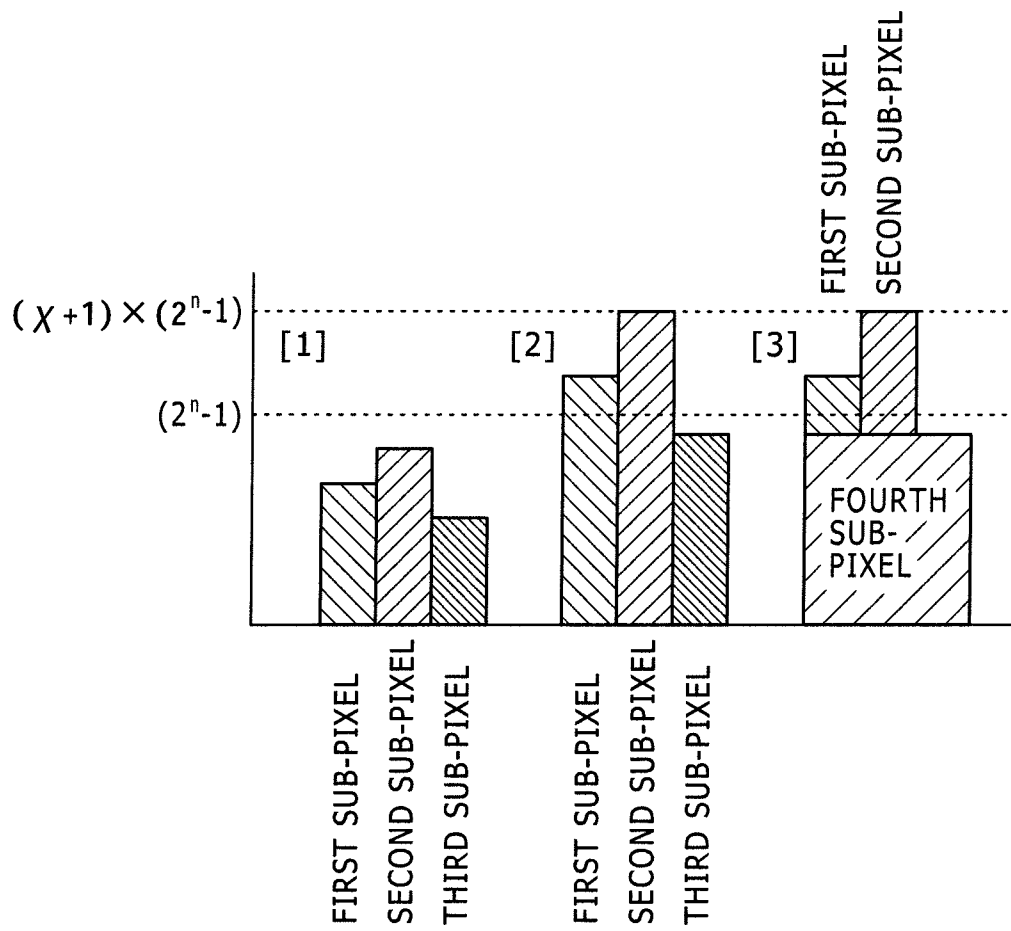 FIRST SUB-PIXEL
SECOND SUB-PIXEL
(χ+1)×(2ⁿ-1)
[1]
[2]
[3]
(2ⁿ-1)
FOURTH
SUB-
PIXEL
FIRST SUB-PIXEL
SECOND SUB-PIXEL
THIRD SUB-PIXEL
FIRST SUB-PIXEL
SECOND SUB-PIXEL
THIRD SUB-PIXEL